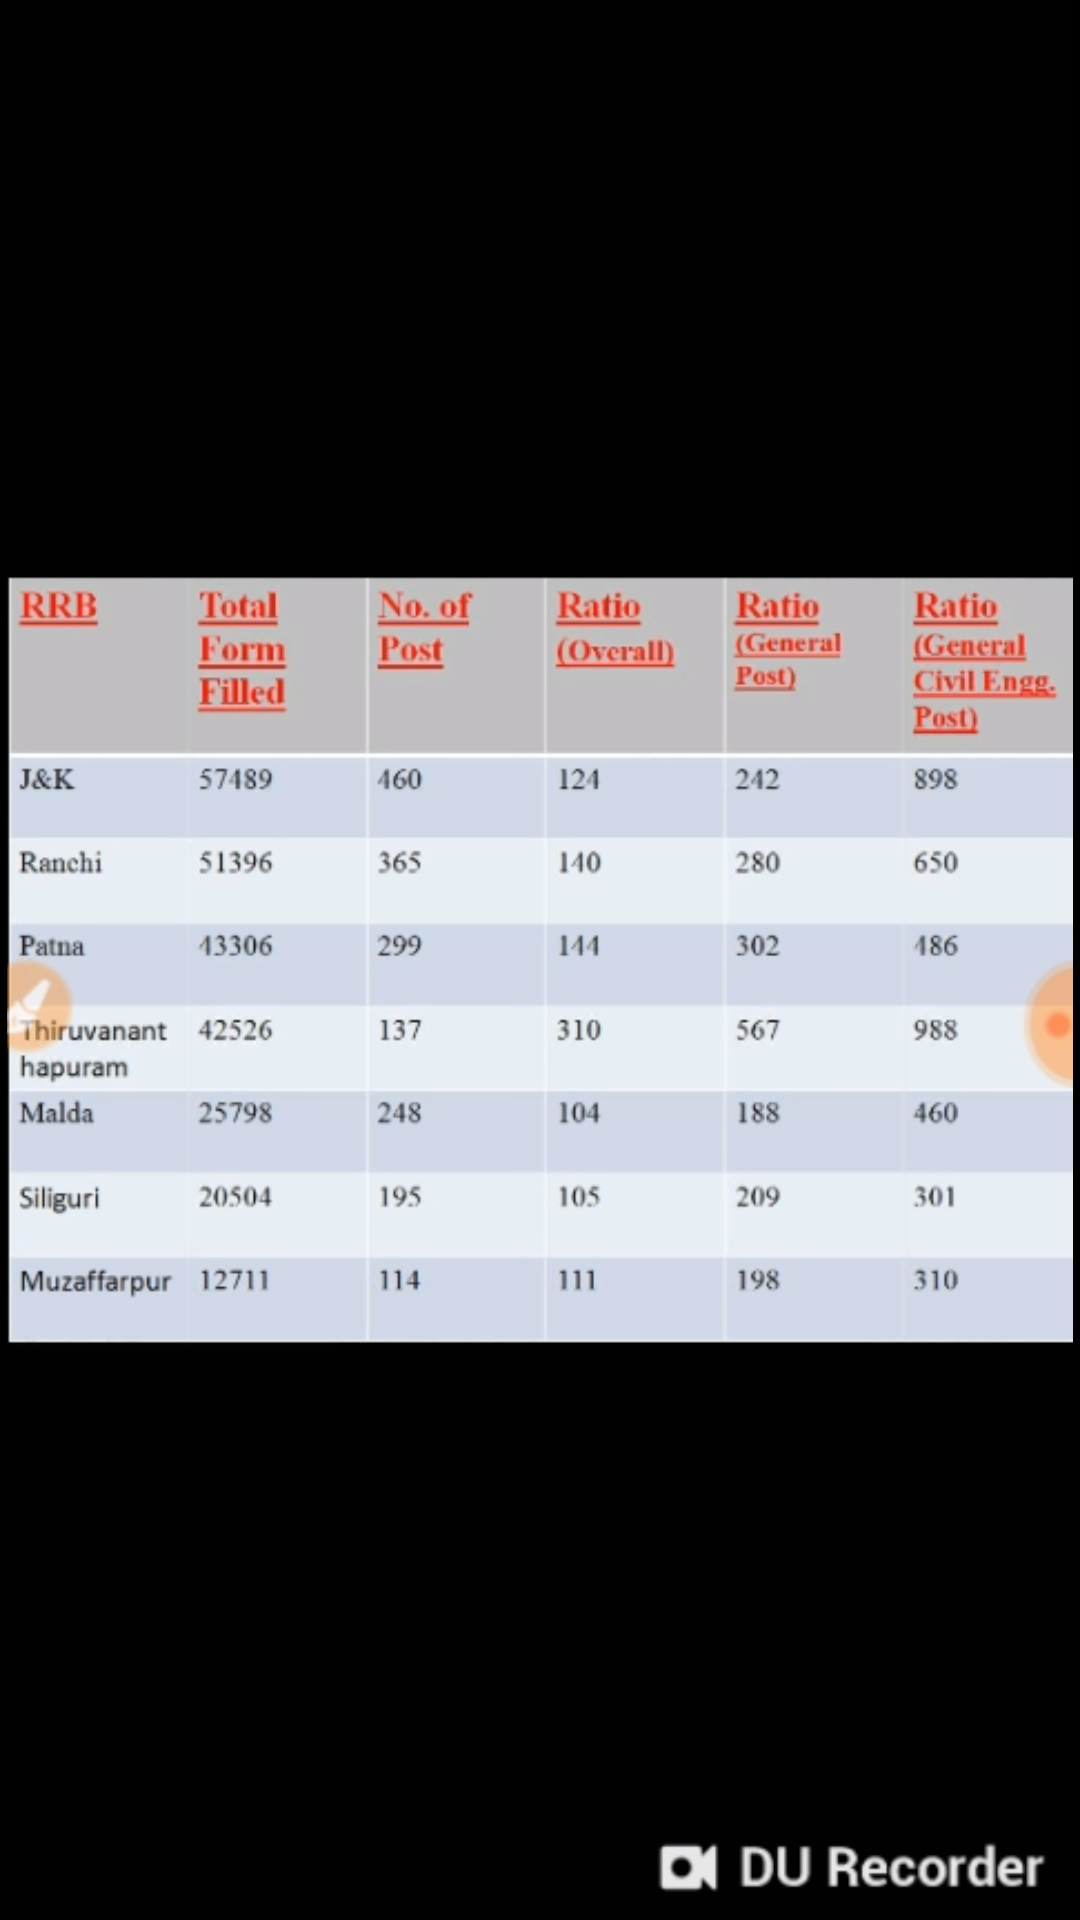 RRB Total Form Filled No. of Post Ratio (Overall) Ratio (General Post) Ratio (General Civil Engg. Post)
J&K 57489 460 124 242 898
Ranchi 51396 365 140 280 650
Patna 43306 299 144 302 486
Thiruvananthapuram 42526 137 310 567 988
Malda 25798 248 104 188 460
Siliguri 20504 195 105 209 301
Muzaffarpur 12711 114 111 198 310
DU Recorder